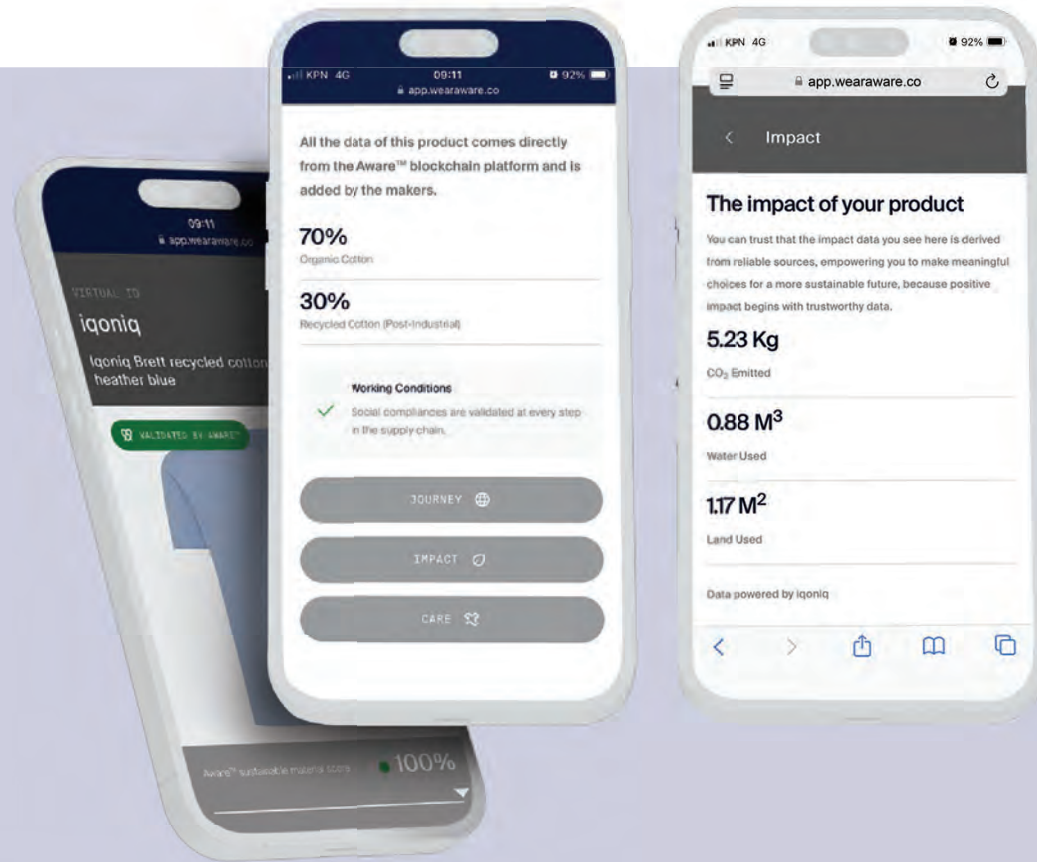 09:11
app.wearaware.co
VIRTUAL ID
iqoniq
Iqoniq Brett recycled cotton
heather blue
VALIDATED BY AWARE™
Aware™ sustainable material score
100%
KPN 4G
09:11
92%
app.wearaware.co
All the data of this product comes directly
from the Aware™ blockchain platform and is
added by the makers.
70%
Organic Cotton
30%
Recycled Cotton (Post-Industrial)
Working Conditions
Social compliances are validated at every step
in the supply chain.
JOURNEY
IMPACT
CARE
KPN 4G
92%
app.wearaware.co
Impact
The impact of your product
You can trust that the impact data you see here is derived
from reliable sources, empowering you to make meaningful
choices for a more sustainable future, because positive
impact begins with trustworthy data.
5.23 Kg
CO₂ Emitted
0.88 M³
Water Used
1.17 M²
Land Used
Data powered by iqoniq